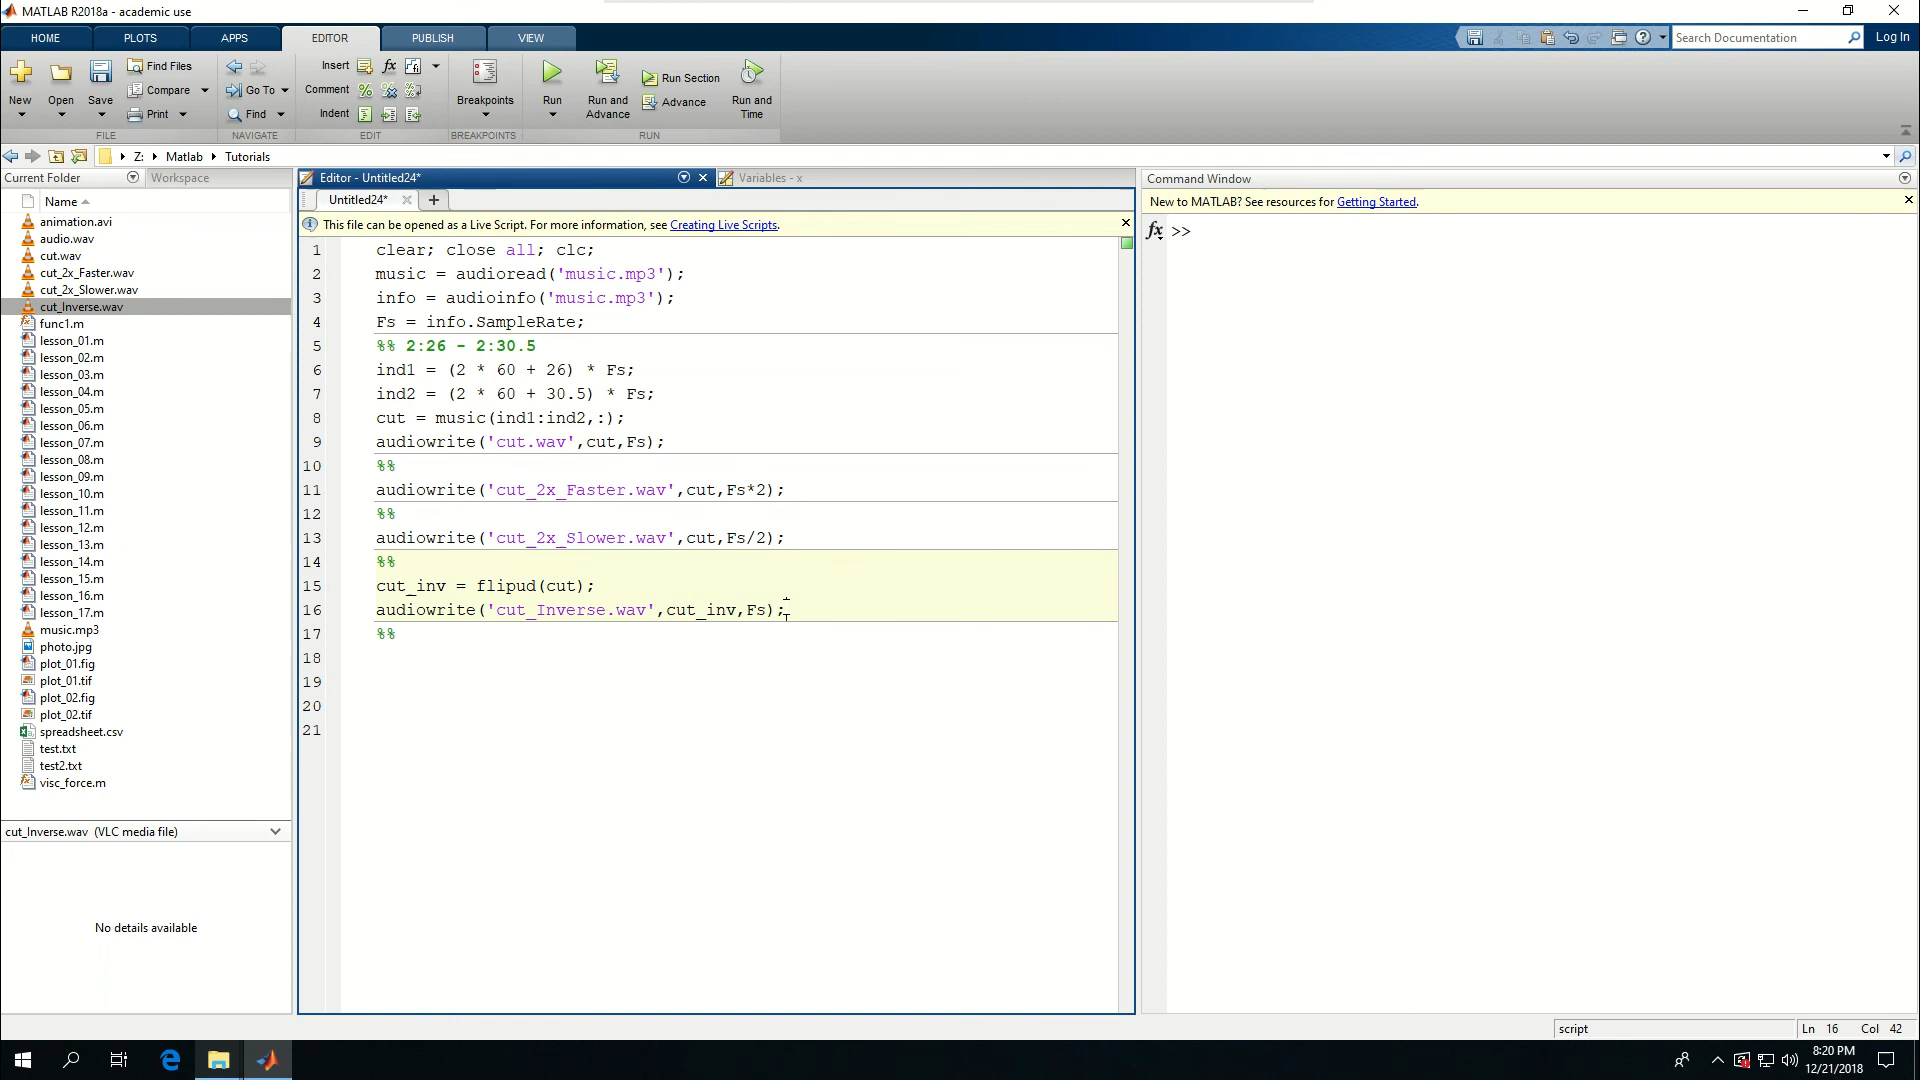 MATLAB R2018a - academic use
HOME PLOTS APPS EDITOR PUBLISH VIEW
Search Documentation
Log In
New
Open
Save
Find Files
Compare
Print
FILE
Go To
Find
NAVIGATE
Insert
Comment
Indent
EDIT
Breakpoints
BREAKPOINTS
Run
Run and Advance
Run Section
Advance
Run and Time
RUN
Z: Matlab Tutorials
Current Folder
Workspace
Name
animation.avi
audio.wav
cut.wav
cut_2x_Faster.wav
cut_2x_Slower.wav
cut_Inverse.wav
func1.m
lesson_01.m
lesson_02.m
lesson_03.m
lesson_04.m
lesson_05.m
lesson_06.m
lesson_07.m
lesson_08.m
lesson_09.m
lesson_10.m
lesson_11.m
lesson_12.m
lesson_13.m
lesson_14.m
lesson_15.m
lesson_16.m
lesson_17.m
music.mp3
photo.jpg
plot_01.fig
plot_01.tif
plot_02.fig
plot_02.tif
spreadsheet.csv
test.txt
test2.txt
visc_force.m
cut_Inverse.wav (VLC media file)
No details available
Editor - Untitled24*
Variables - x
Untitled24*
This file can be opened as a Live Script. For more information, see Creating Live Scripts.
1 clear; close all; clc;
2 music = audioread('music.mp3');
3 info = audioinfo('music.mp3');
4 Fs = info.SampleRate;
5 %% 2:26 - 2:30.5
6 ind1 = (2 * 60 + 26) * Fs;
7 ind2 = (2 * 60 + 30.5) * Fs;
8 cut = music(ind1:ind2,:);
9 audiowrite('cut.wav',cut,Fs);
10 %%
11 audiowrite('cut_2x_Faster.wav',cut,Fs*2);
12 %%
13 audiowrite('cut_2x_Slower.wav',cut,Fs/2);
14 %%
15 cut_inv = flipud(cut);
16 audiowrite('cut_Inverse.wav',cut_inv,Fs);
17 %%
18
19
20
21
Command Window
New to MATLAB? See resources for Getting Started.
fx >>
script
Ln 16 Col 42
8:20 PM
12/21/2018